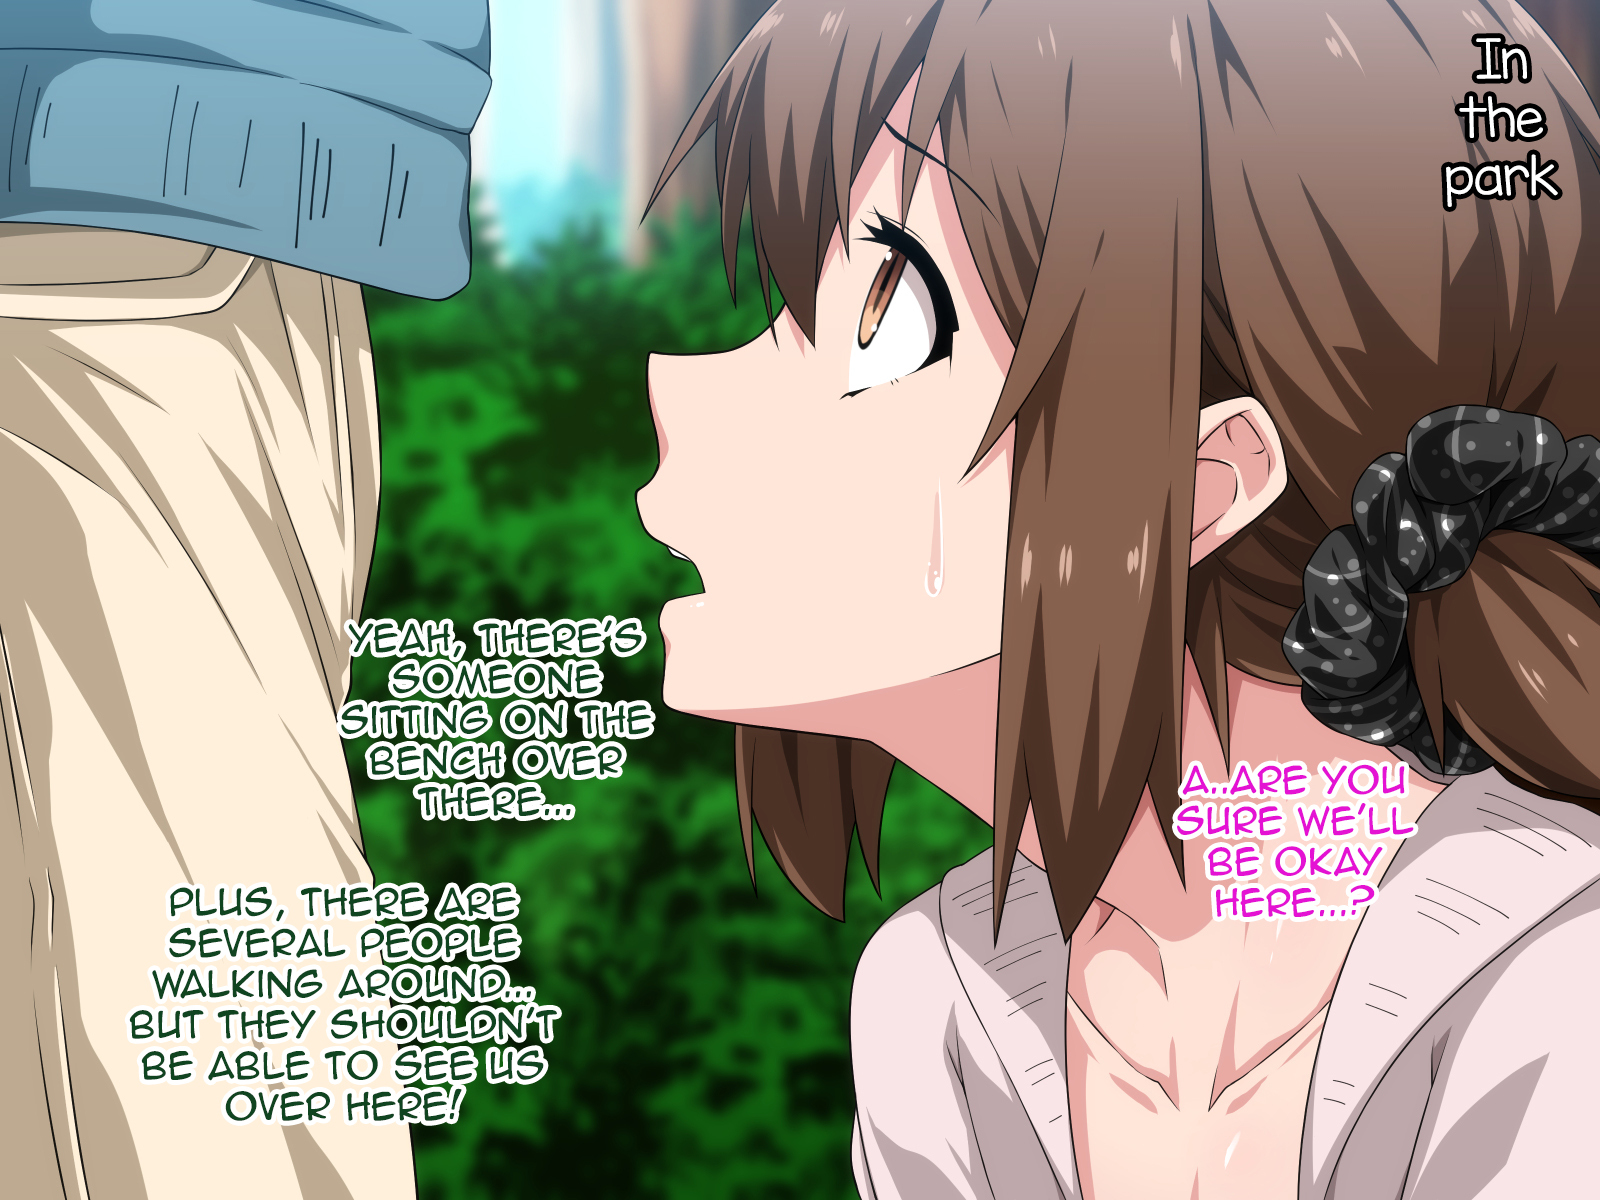 In
the
park
A..ARE YOU
SURE WE'LL
BE OKAY
HERE...?
YEAH, THERE'S
SOMEONE
SITTING ON THE
BENCH OVER
THERE...
PLUS, THERE ARE
SEVERAL PEOPLE
WALKING AROUND...
BUT THEY SHOULDN'T
BE ABLE TO SEE US
OVER HERE!